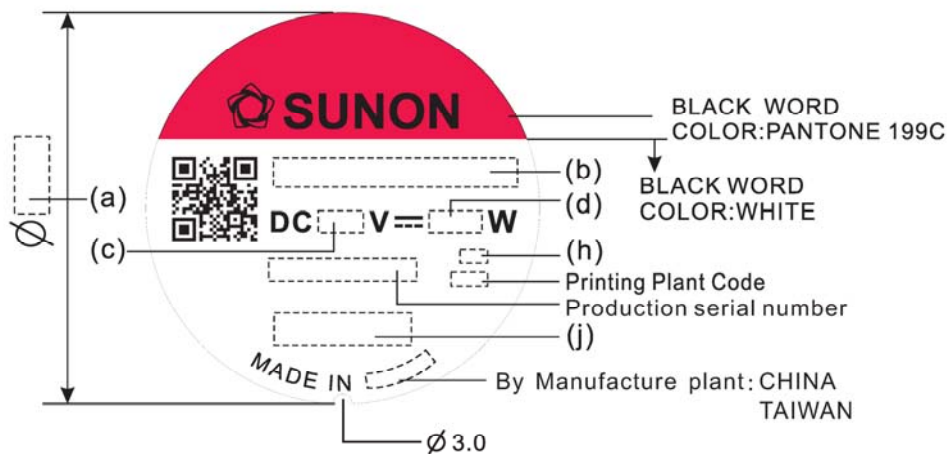 SUNON
BLACK WORD
COLOR:PANTONE 199C
(a)
(b)
BLACK WORD
COLOR:WHITE
(d)
DC V W
Ø
(c)
(h)
Printing Plant Code
Production serial number
(j)
MADE IN
By Manufacture plant: CHINA
TAIWAN
Ø 3.0